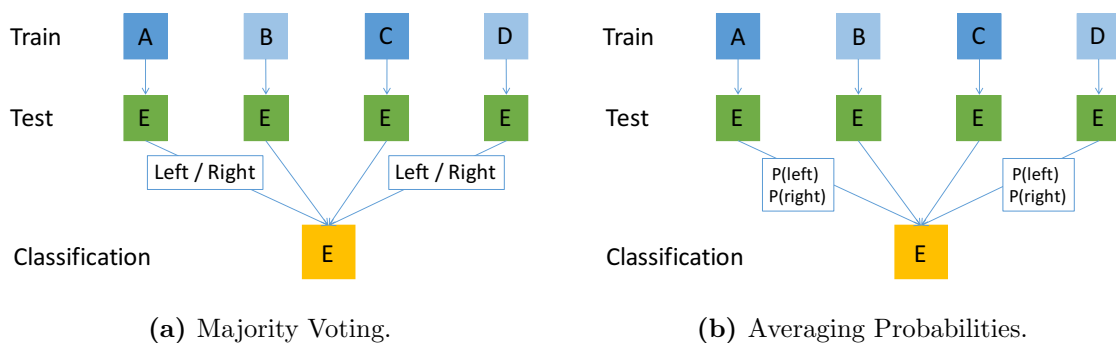 Train A B C D
Test E E E E
Left / Right Left / Right
Classification E
(a) Majority Voting.
Train A B C D
Test E E E E
P(left) P(left)
P(right) P(right)
Classification E
(b) Averaging Probabilities.